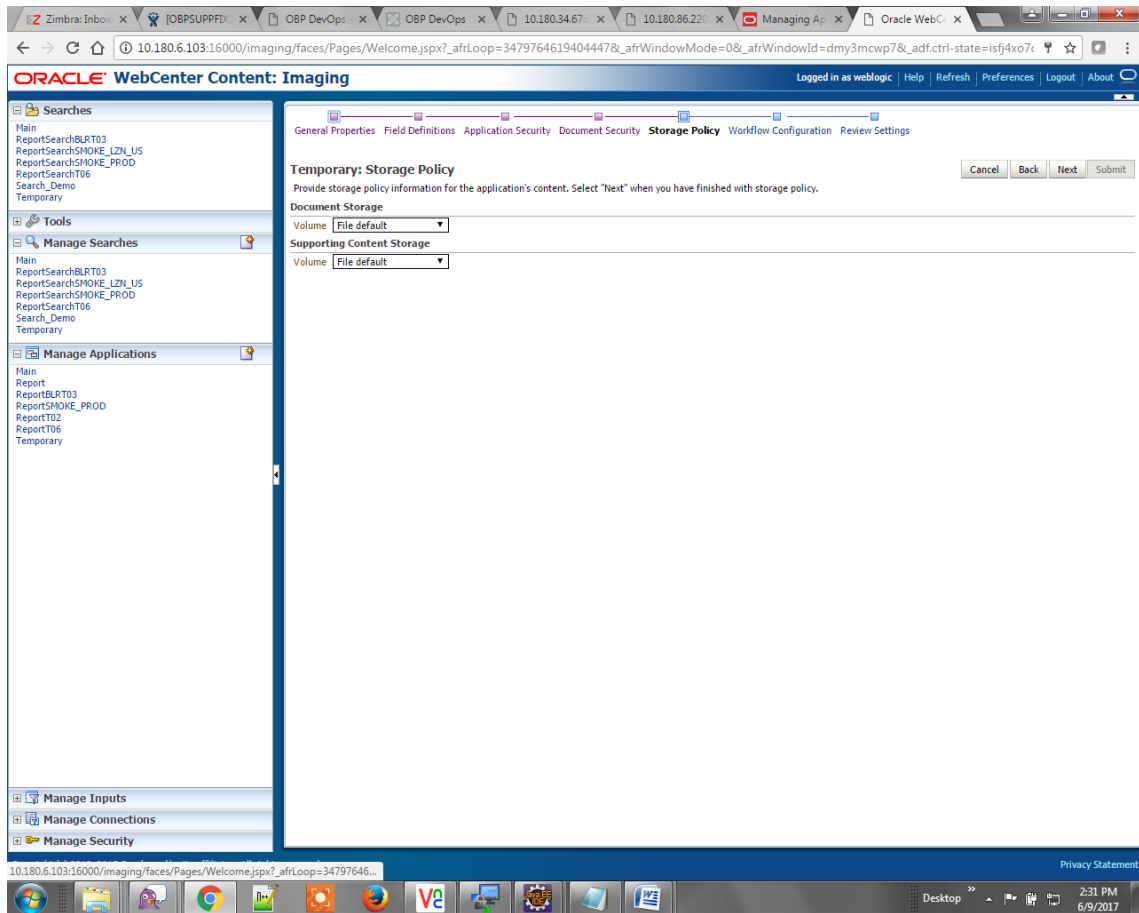 Zimbra: Inbo
[OBPSUPPFIX
OBP DevOps
OBP DevOps
10.180.34.67:
10.180.86.220
Managing Ap
Oracle WebCe
10.180.6.103:16000/imaging/faces/Pages/Welcome.jspx?_afrLoop=3479764619404447&_afrWindowMode=0&_afrWindowId=dmy3mcwp7&_adf.ctrl-state=isfj4xo7c
ORACLE WebCenter Content: Imaging
Logged in as weblogic Help Refresh Preferences Logout About
Searches
Main
ReportSearchBLRT03
ReportSearchSMOKE_LZN_US
ReportSearchSMOKE_PROD
ReportSearchT06
Search_Demo
Temporary
Tools
Manage Searches
Main
ReportSearchBLRT03
ReportSearchSMOKE_LZN_US
ReportSearchSMOKE_PROD
ReportSearchT06
Search_Demo
Temporary
Manage Applications
Main
Report
ReportBLRT03
ReportSMOKE_PROD
ReportT02
ReportT06
Temporary
Manage Inputs
Manage Connections
Manage Security
General Properties Field Definitions Application Security Document Security Storage Policy Workflow Configuration Review Settings
Temporary: Storage Policy
Cancel Back Next Submit
Provide storage policy information for the application's content. Select "Next" when you have finished with storage policy.
Document Storage
Volume File default
Supporting Content Storage
Volume File default
Privacy Statement
10.180.6.103:16000/imaging/faces/Pages/Welcome.jspx?_afrLoop=34797646...
Desktop
2:31 PM
6/9/2017